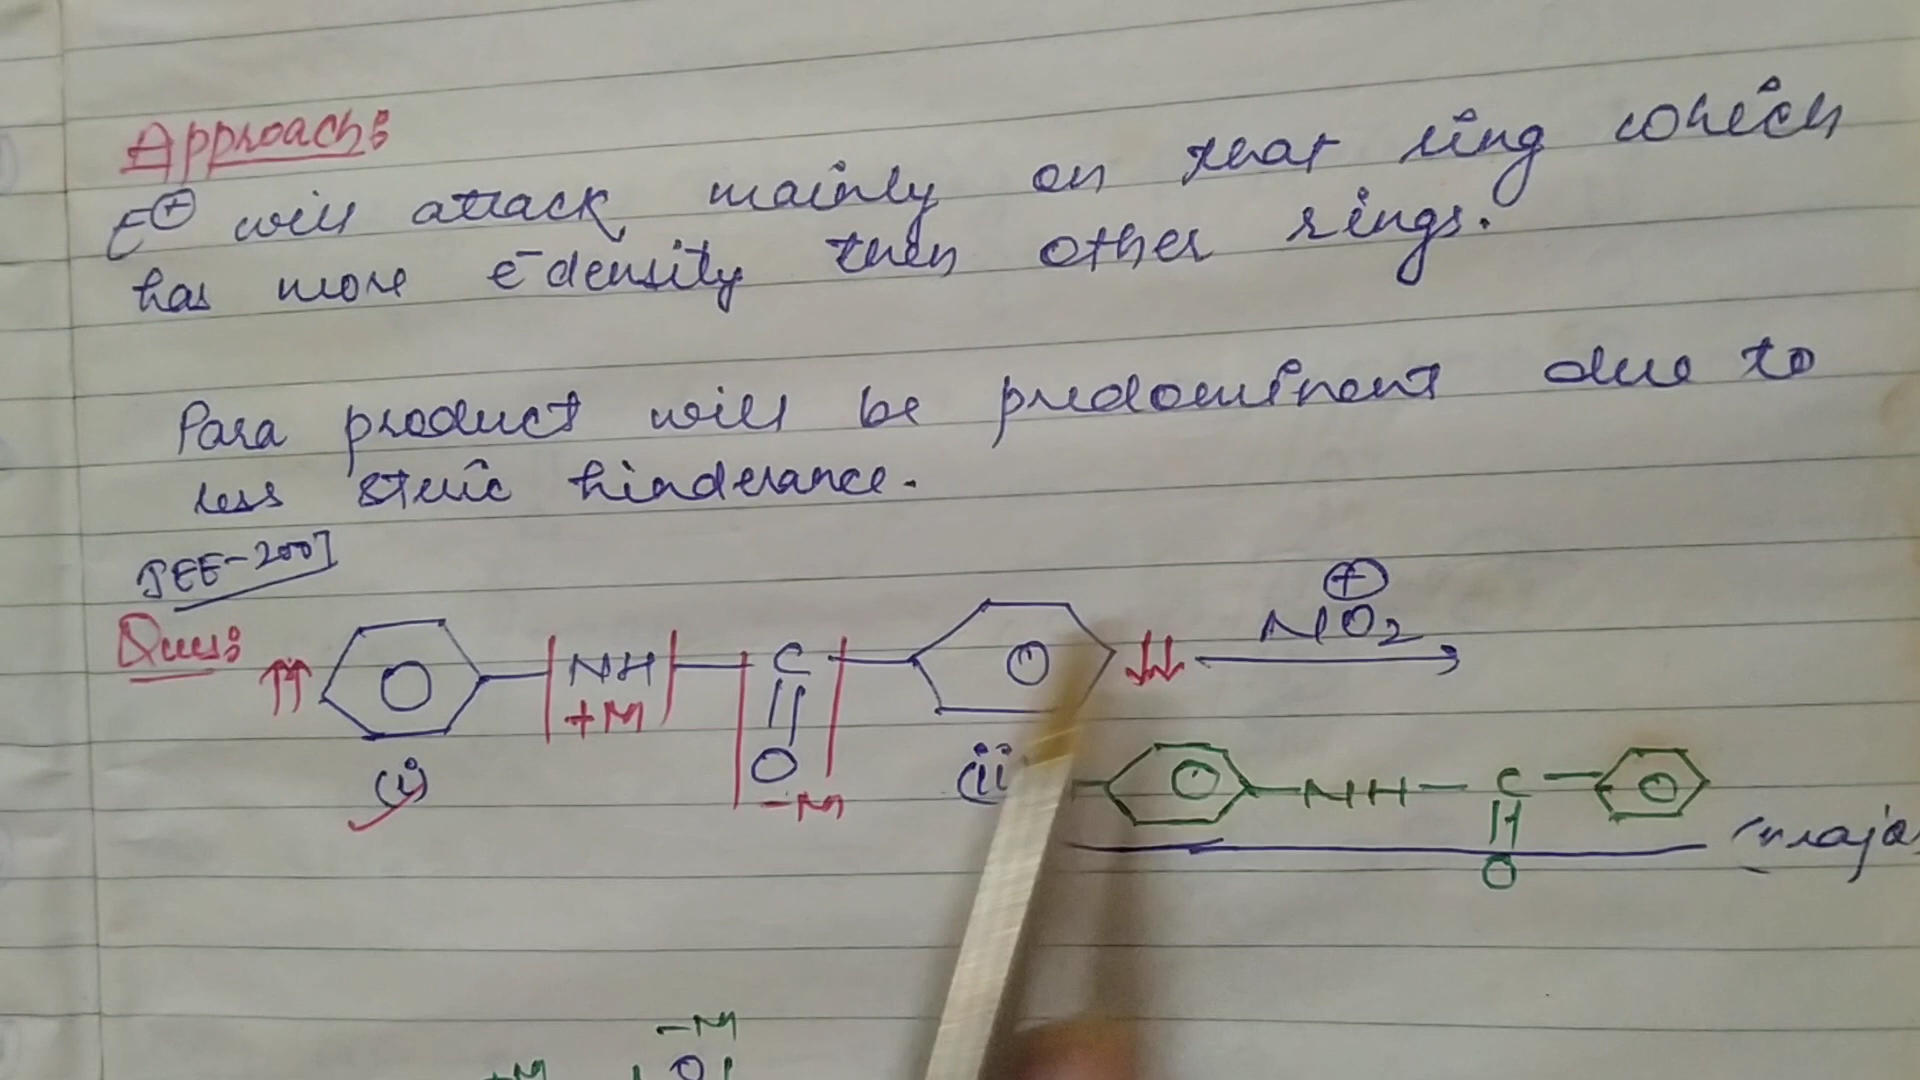 Approach:
E⊕ will attack mainly on that ring which
has more e⁻density then other rings.
Para product will be predominent due to
less steric hinderance.
JEE-2007
Ques:
↑↑ NH C ↓↓ NO2 ⊕
+M
O
(i) -M (ii)
NH C
O
(major
-M
+M O